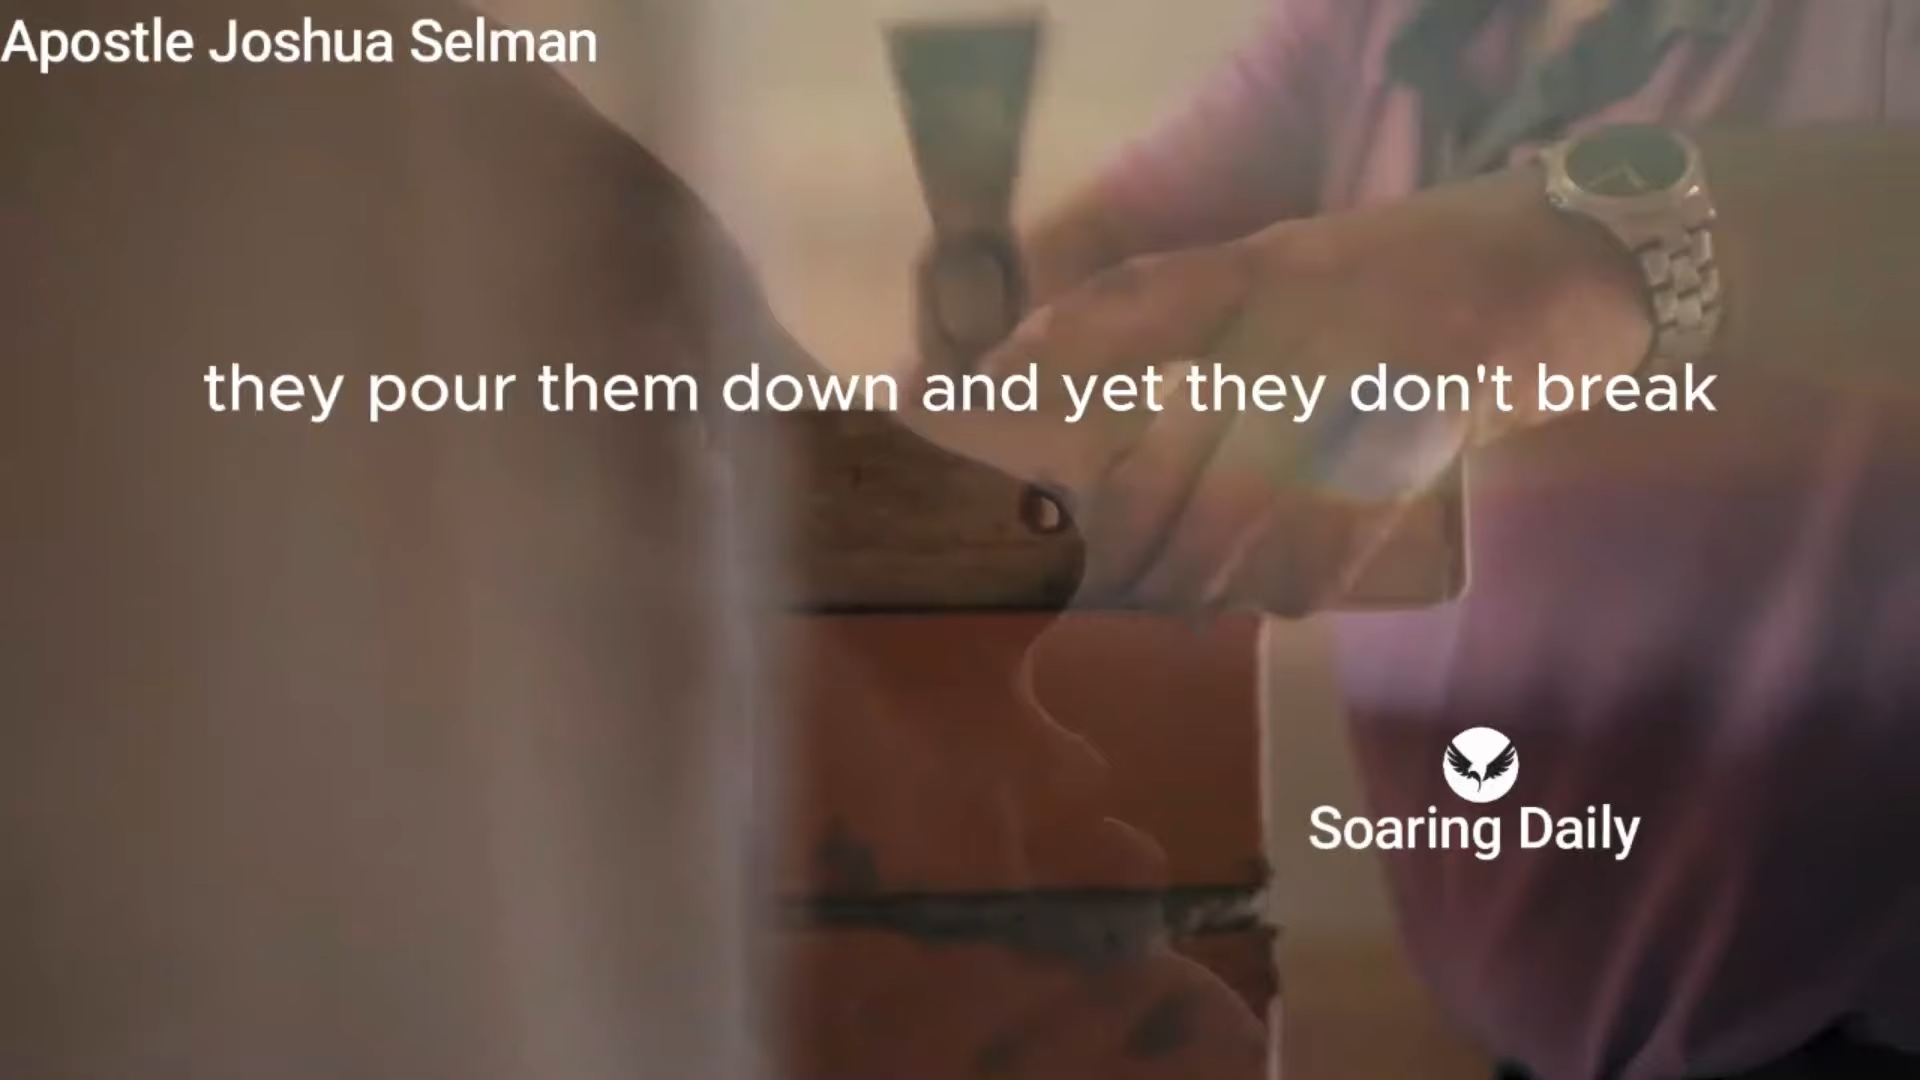 Apostle Joshua Selman
they pour them down and yet they don't break
Soaring Daily